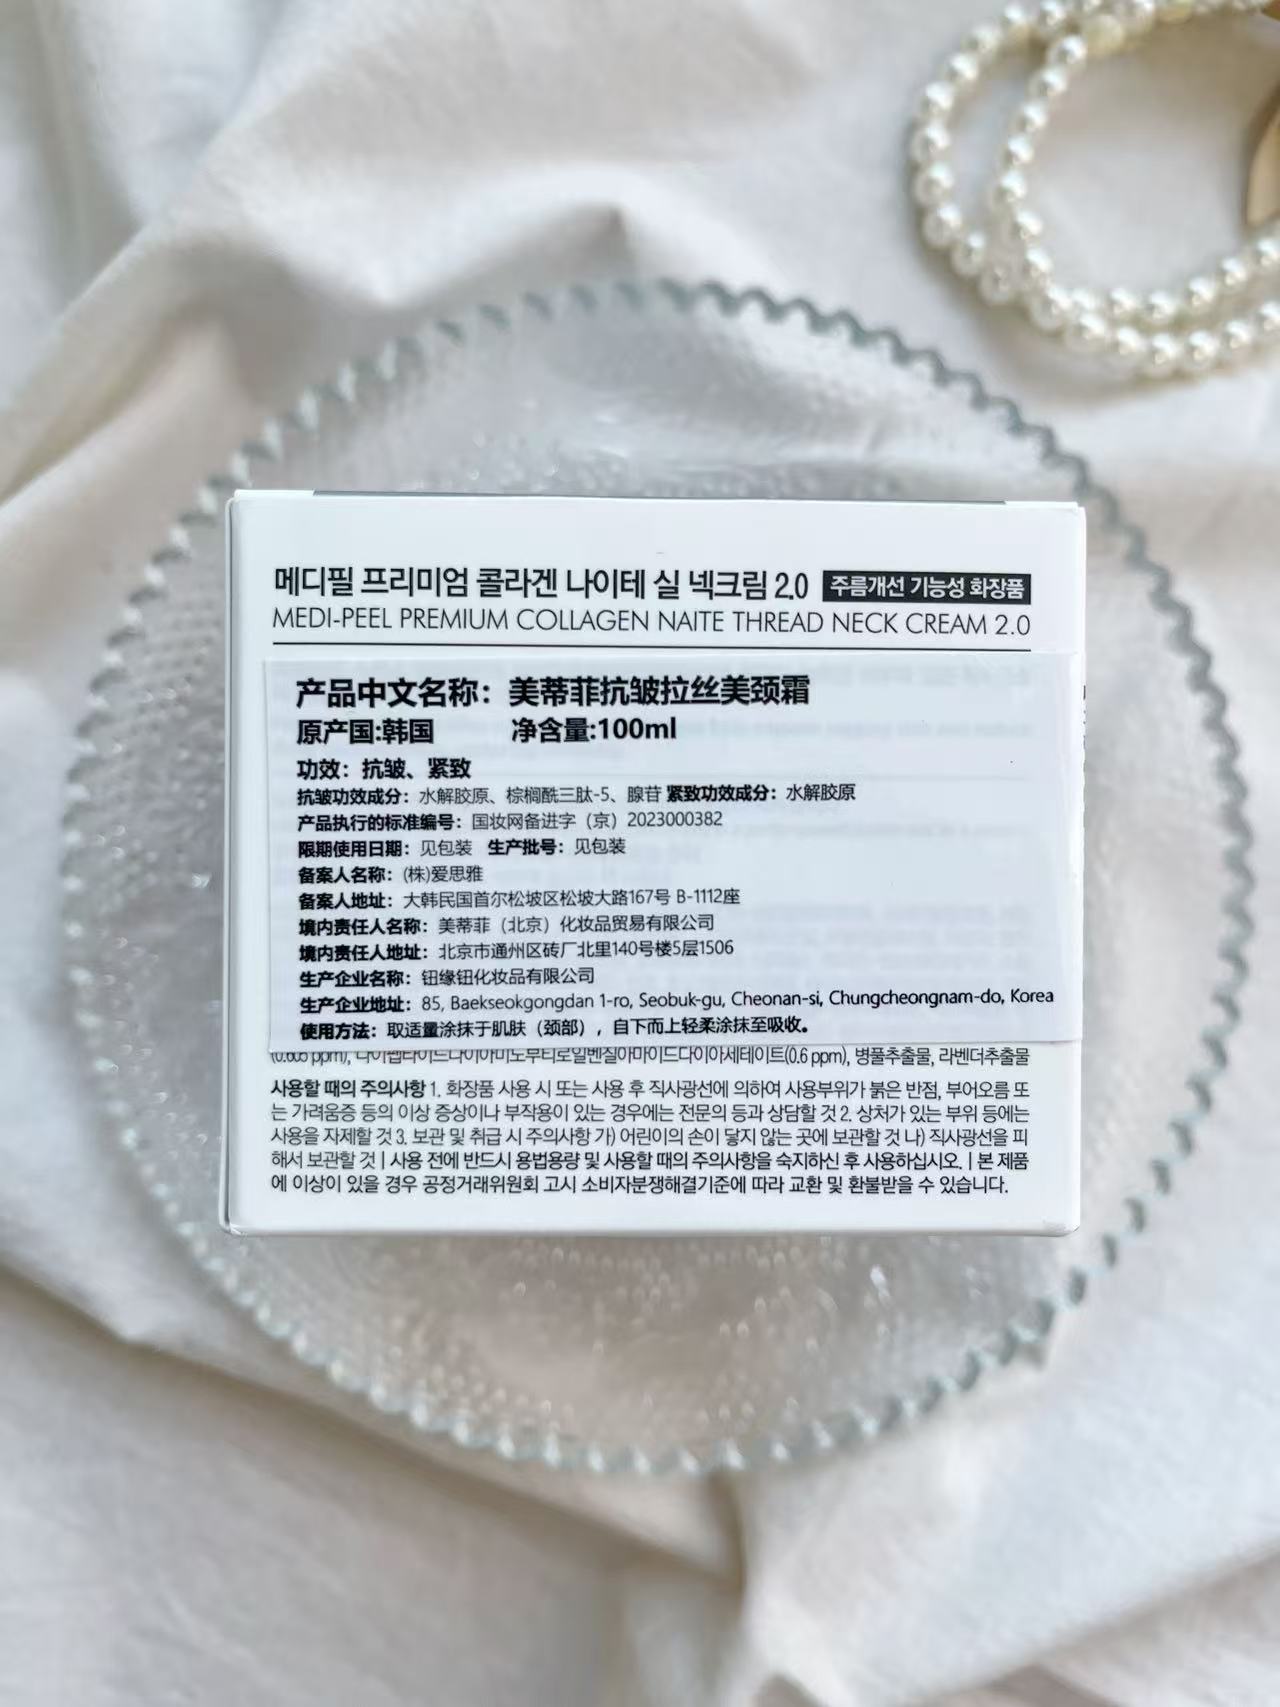 메디필 프리미엄 콜라겐 나이테 실 넥크림 2.0 주름개선 기능성 화장품
MEDI-PEEL PREMIUM COLLAGEN NAITE THREAD NECK CREAM 2.0
产品中文名称：美蒂菲抗皱拉丝美颈霜
原产国:韩国 净含量:100ml
功效：抗皱、紧致
抗皱功效成分：水解胶原、棕榈酰三肽-5、腺苷 紧致功效成分：水解胶原
产品执行的标准编号：国妆网备进字（京）2023000382
限期使用日期：见包装 生产批号：见包装
备案人名称：(株)爱思雅
备案人地址：大韩民国首尔松坡区松坡大路167号 B-1112座
境内责任人名称：美蒂菲（北京）化妆品贸易有限公司
境内责任人地址：北京市通州区砖厂北里140号楼5层1506
生产企业名称：钮缘钮化妆品有限公司
生产企业地址：85, Baekseokgongdan 1-ro, Seobuk-gu, Cheonan-si, Chungcheongnam-do, Korea
使用方法：取适量涂抹于肌肤（颈部），自下而上轻柔涂抹至吸收。
(0.6 ppm), 병풀추출물, 라벤더추출물
사용할 때의 주의사항 1. 화장품 사용 시 또는 사용 후 직사광선에 의하여 사용부위가 붉은 반점, 부어오름 또
는 가려움증 등의 이상 증상이나 부작용이 있는 경우에는 전문의 등과 상담할 것 2. 상처가 있는 부위 등에는
사용을 자제할 것 3. 보관 및 취급 시 주의사항 가) 어린이의 손이 닿지 않는 곳에 보관할 것 나) 직사광선을 피
해서 보관할 것 | 사용 전에 반드시 용법용량 및 사용할 때의 주의사항을 숙지하신 후 사용하십시오. | 본 제품
에 이상이 있을 경우 공정거래위원회 고시 소비자분쟁해결기준에 따라 교환 및 환불받을 수 있습니다.